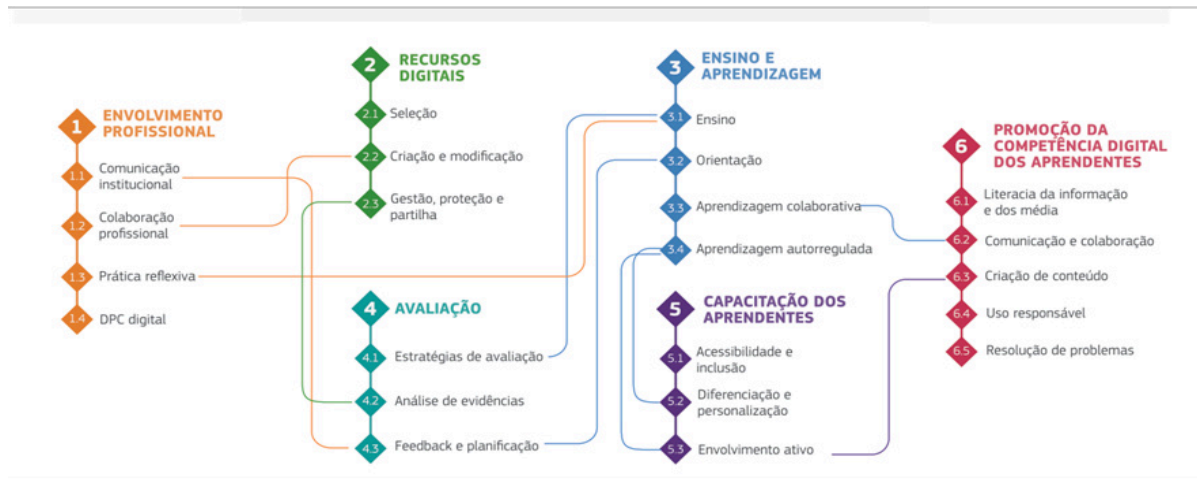 1
ENVOLVIMENTO
PROFISSIONAL
1.1
Comunicação
institucional
1.2
Colaboração
profissional
1.3
Prática reflexiva
1.4
DPC digital
2
RECURSOS
DIGITAIS
2.1
Seleção
2.2
Criação e modificação
2.3
Gestão, proteção e
partilha
3
ENSINO E
APRENDIZAGEM
3.1
Ensino
3.2
Orientação
3.3
Aprendizagem colaborativa
3.4
Aprendizagem autorregulada
4
AVALIAÇÃO
4.1
Estratégias de avaliação
4.2
Análise de evidências
4.3
Feedback e planificação
5
CAPACITAÇÃO DOS
APRENDENTES
5.1
Acessibilidade e
inclusão
5.2
Diferenciação e
personalização
5.3
Envolvimento ativo
6
PROMOÇÃO DA
COMPETÊNCIA DIGITAL
DOS APRENDENTES
6.1
Literacia da informação
e dos média
6.2
Comunicação e colaboração
6.3
Criação de conteúdo
6.4
Uso responsável
6.5
Resolução de problemas